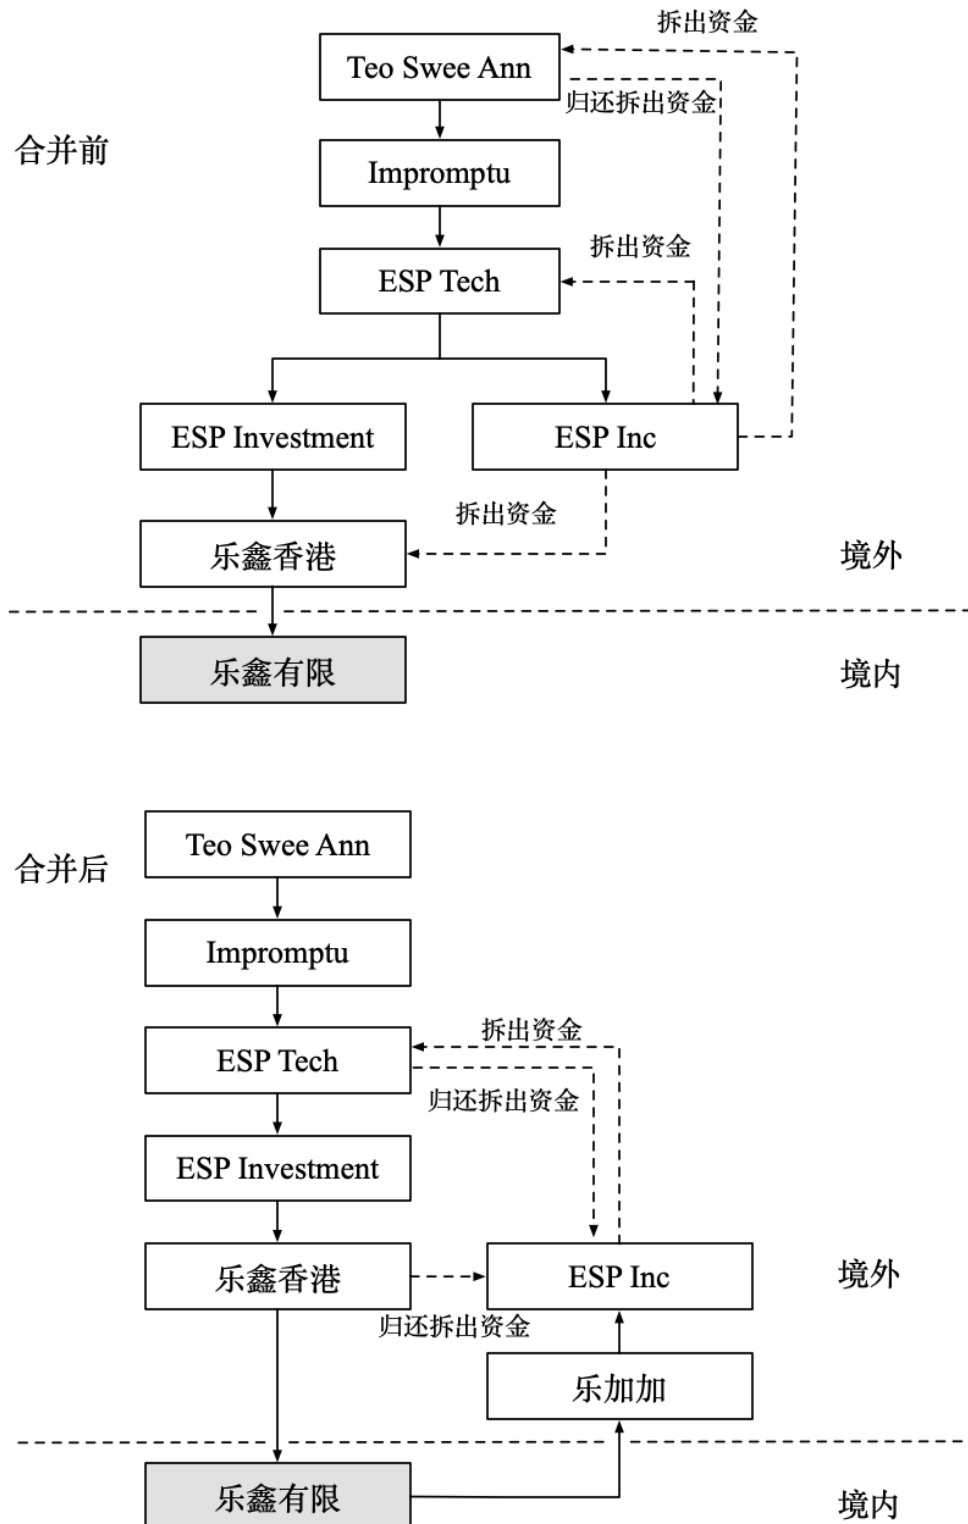 拆出资金
Teo Swee Ann
归还拆出资金
合并前
Impromptu
拆出资金
ESP Tech
ESP Investment
ESP Inc
拆出资金
乐鑫香港
境外
乐鑫有限
境内
Teo Swee Ann
合并后
Impromptu
拆出资金
ESP Tech
归还拆出资金
ESP Investment
乐鑫香港
ESP Inc
境外
归还拆出资金
乐加加
乐鑫有限
境内